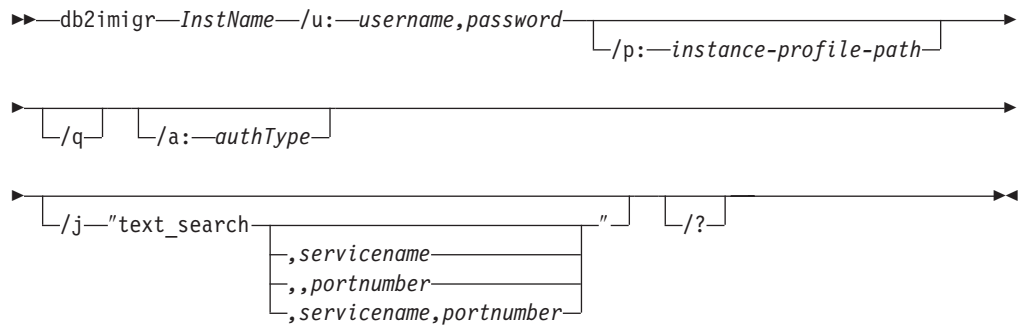 db2imigr InstName /u: username,password
/p: instance-profile-path
/q /a: authType
/j "text_search " /?
,servicename
,,portnumber
,servicename,portnumber